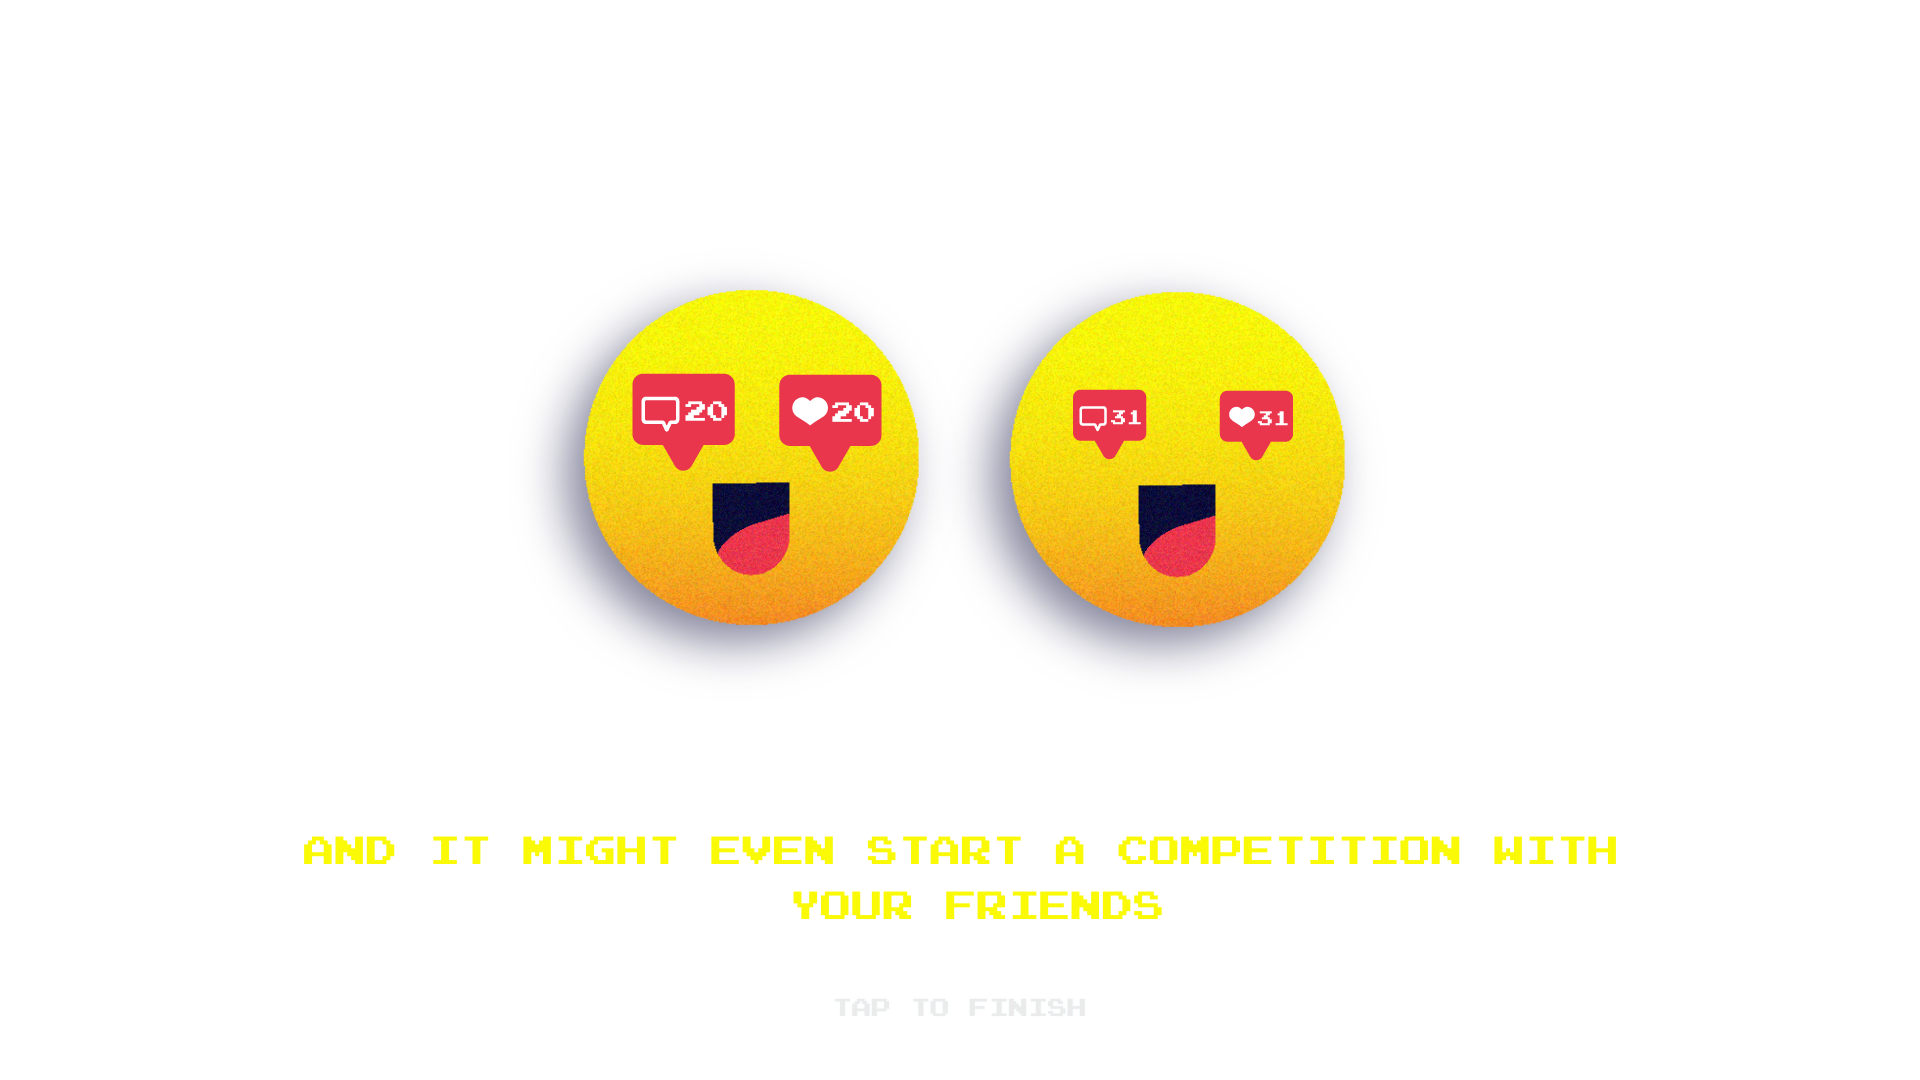 20 20 31 31
AND IT MIGHT EVEN START A COMPETITION WITH
YOUR FRIENDS
TAP TO FINISH